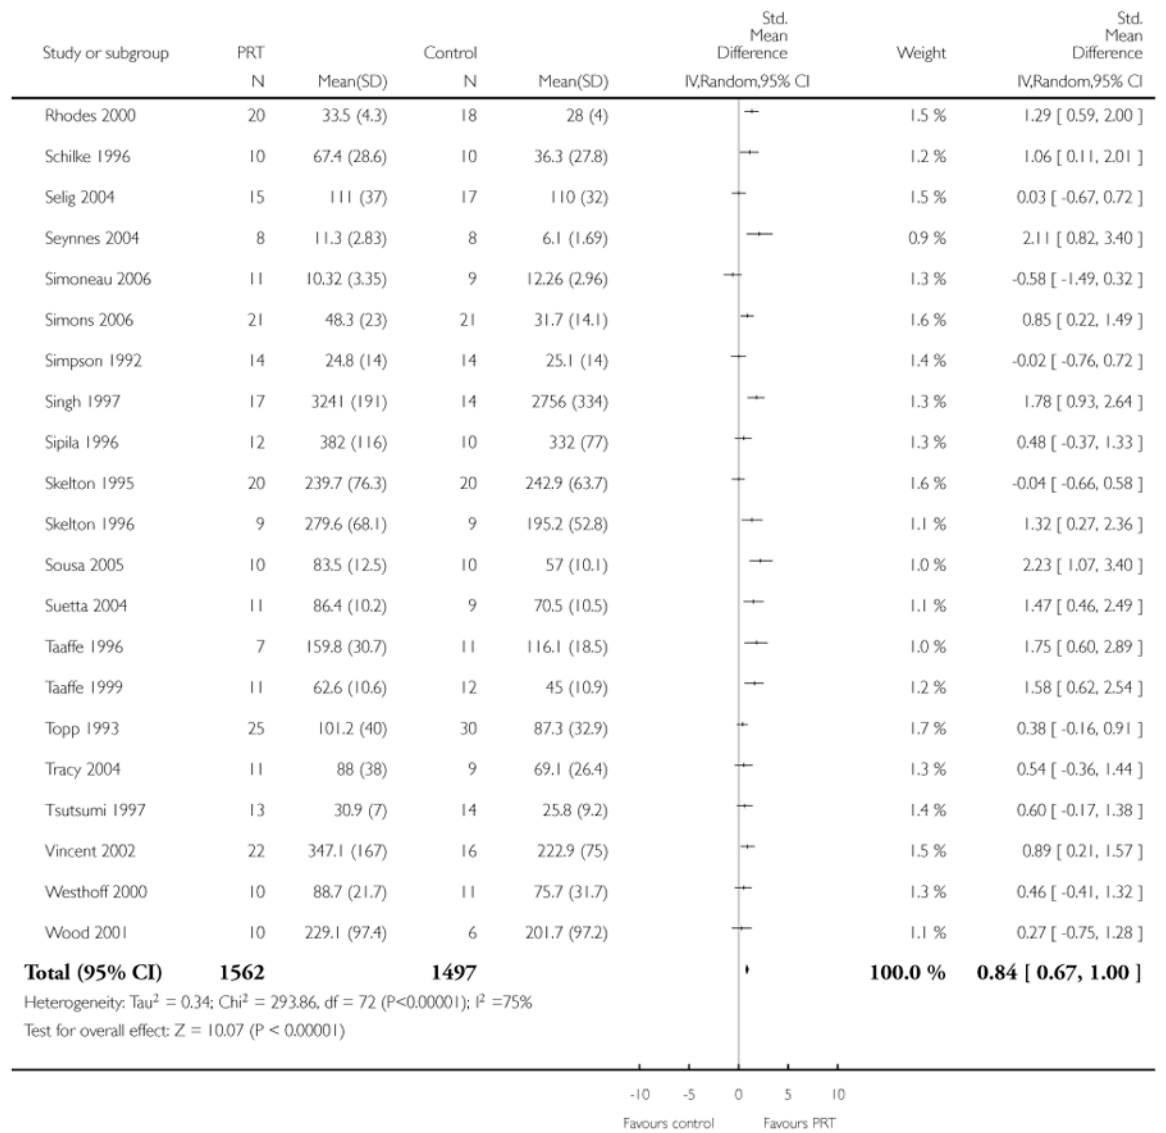 Std.
Mean
Difference
Std.
Mean
Difference
Study or subgroup PRT Control Weight
N Mean(SD) N Mean(SD) IV,Random,95% CI IV,Random,95% CI
Rhodes 2000 20 33.5 (4.3) 18 28 (4) 1.5 % 1.29 [ 0.59, 2.00 ]
Schilke 1996 10 67.4 (28.6) 10 36.3 (27.8) 1.2 % 1.06 [ 0.11, 2.01 ]
Selig 2004 15 111 (37) 17 110 (32) 1.5 % 0.03 [ -0.67, 0.72 ]
Seynnes 2004 8 11.3 (2.83) 8 6.1 (1.69) 0.9 % 2.11 [ 0.82, 3.40 ]
Simoneau 2006 11 10.32 (3.35) 9 12.26 (2.96) 1.3 % -0.58 [ -1.49, 0.32 ]
Simons 2006 21 48.3 (23) 21 31.7 (14.1) 1.6 % 0.85 [ 0.22, 1.49 ]
Simpson 1992 14 24.8 (14) 14 25.1 (14) 1.4 % -0.02 [ -0.76, 0.72 ]
Singh 1997 17 3241 (191) 14 2756 (334) 1.3 % 1.78 [ 0.93, 2.64 ]
Sipila 1996 12 382 (116) 10 332 (77) 1.3 % 0.48 [ -0.37, 1.33 ]
Skelton 1995 20 239.7 (76.3) 20 242.9 (63.7) 1.6 % -0.04 [ -0.66, 0.58 ]
Skelton 1996 9 279.6 (68.1) 9 195.2 (52.8) 1.1 % 1.32 [ 0.27, 2.36 ]
Sousa 2005 10 83.5 (12.5) 10 57 (10.1) 1.0 % 2.23 [ 1.07, 3.40 ]
Suetta 2004 11 86.4 (10.2) 9 70.5 (10.5) 1.1 % 1.47 [ 0.46, 2.49 ]
Taaffe 1996 7 159.8 (30.7) 11 116.1 (18.5) 1.0 % 1.75 [ 0.60, 2.89 ]
Taaffe 1999 11 62.6 (10.6) 12 45 (10.9) 1.2 % 1.58 [ 0.62, 2.54 ]
Topp 1993 25 101.2 (40) 30 87.3 (32.9) 1.7 % 0.38 [ -0.16, 0.91 ]
Tracy 2004 11 88 (38) 9 69.1 (26.4) 1.3 % 0.54 [ -0.36, 1.44 ]
Tsutsumi 1997 13 30.9 (7) 14 25.8 (9.2) 1.4 % 0.60 [ -0.17, 1.38 ]
Vincent 2002 22 347.1 (167) 16 222.9 (75) 1.5 % 0.89 [ 0.21, 1.57 ]
Westhoff 2000 10 88.7 (21.7) 11 75.7 (31.7) 1.3 % 0.46 [ -0.41, 1.32 ]
Wood 2001 10 229.1 (97.4) 6 201.7 (97.2) 1.1 % 0.27 [ -0.75, 1.28 ]
Total (95% CI) 1562 1497 100.0 % 0.84 [ 0.67, 1.00 ]
Heterogeneity: Tau² = 0.34; Chi² = 293.86, df = 72 (P<0.00001); I² =75%
Test for overall effect: Z = 10.07 (P < 0.00001)
-10 -5 0 5 10
Favours control Favours PRT